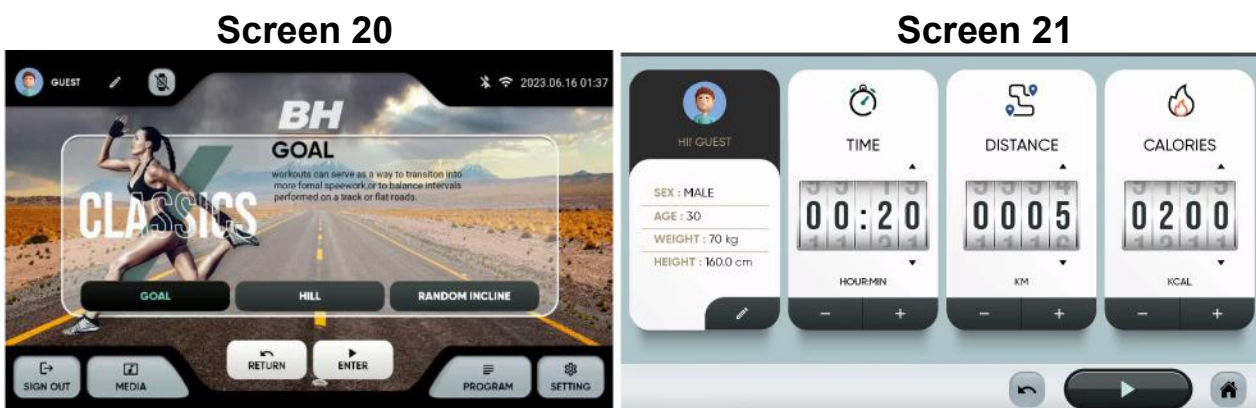 Screen 20
Screen 21
GUEST
2023.06.16 01:37
BH
GOAL
workouts can serve as a way to transiton into
more fomal speework,or to balance intervals
performed on a track or flat roads.
CLASSICS
GOAL
HILL
RANDOM INCLINE
RETURN
ENTER
SIGN OUT
MEDIA
PROGRAM
SETTING
HI! GUEST
SEX : MALE
AGE : 30
WEIGHT : 70 kg
HEIGHT : 160.0 cm
TIME
00:20
HOUR:MIN
- +
DISTANCE
0005
KM
- +
CALORIES
0200
KCAL
- +